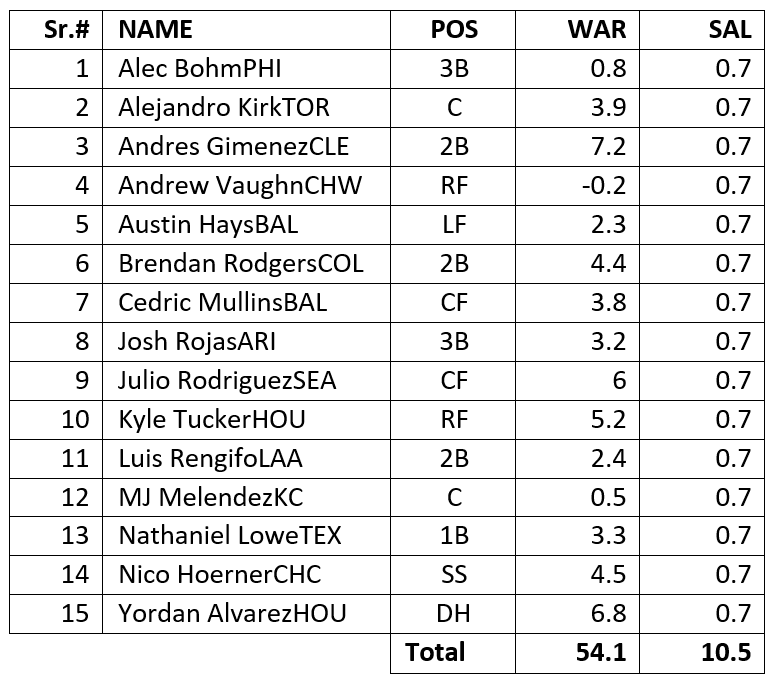 Sr.# NAME POS WAR SAL
1 Alec BohmPHI 3B 0.8 0.7
2 Alejandro KirkTOR C 3.9 0.7
3 Andres GimenezCLE 2B 7.2 0.7
4 Andrew VaughnCHW RF -0.2 0.7
5 Austin HaysBAL LF 2.3 0.7
6 Brendan RodgersCOL 2B 4.4 0.7
7 Cedric MullinsBAL CF 3.8 0.7
8 Josh RojasARI 3B 3.2 0.7
9 Julio RodriguezSEA CF 6 0.7
10 Kyle TuckerHOU RF 5.2 0.7
11 Luis RengifoLAA 2B 2.4 0.7
12 MJ MelendezKC C 0.5 0.7
13 Nathaniel LoweTEX 1B 3.3 0.7
14 Nico HoernerCHC SS 4.5 0.7
15 Yordan AlvarezHOU DH 6.8 0.7
Total 54.1 10.5